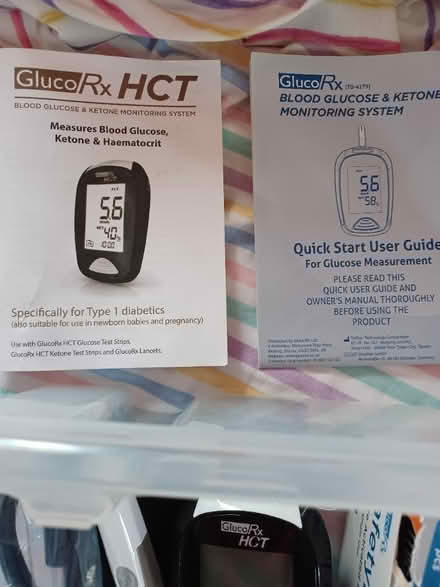 GlucoRx HCT
BLOOD GLUCOSE & KETONE MONITORING SYSTEM
Measures Blood Glucose,
Ketone & Haematocrit
HCT
5.6
40%
10:00
Specifically for Type 1 diabetics
(also suitable for use in newborn babies and pregnancy)
Use with GlucoRx HCT Glucose Test Strips,
GlucoRx HCT Ketone Test Strips and GlucoRx Lancets.
GlucoRx (TD-4179)
BLOOD GLUCOSE & KETONE
MONITORING SYSTEM
5.6
Quick Start User Guide
For Glucose Measurement
PLEASE READ THIS
QUICK USER GUIDE AND
OWNER'S MANUAL THOROUGHLY
BEFORE USING THE
PRODUCT
GlucoRx
HCT